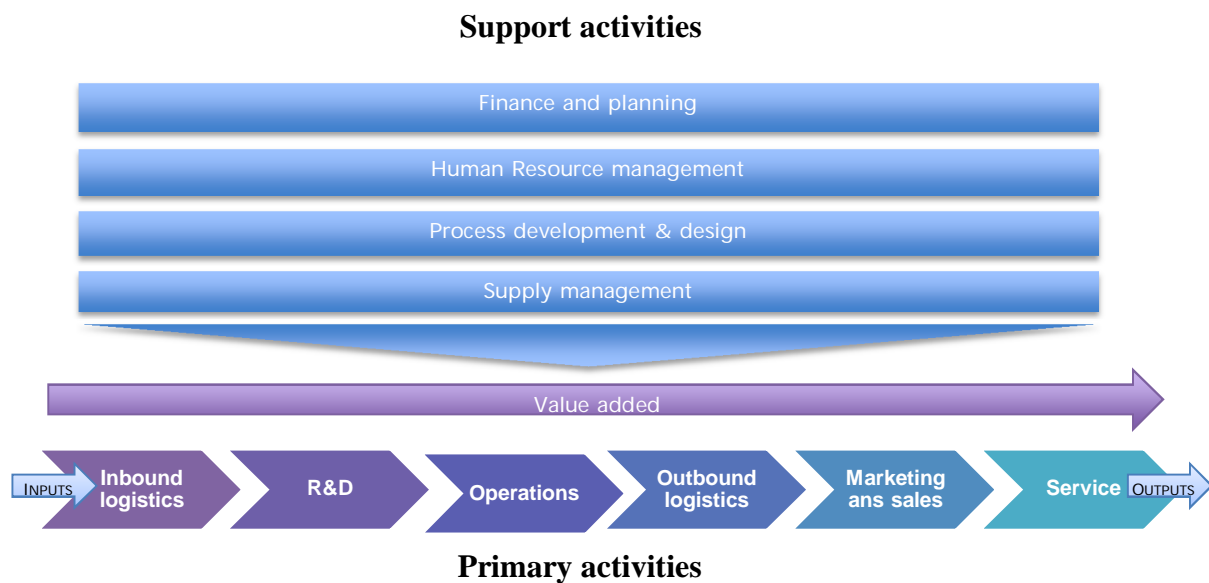 Support activities
Finance and planning
Human Resource management
Process development & design
Supply management
Value added
INPUTS
Inbound
logistics
R&D
Operations
Outbound
logistics
Marketing
ans sales
Service
OUTPUTS
Primary activities